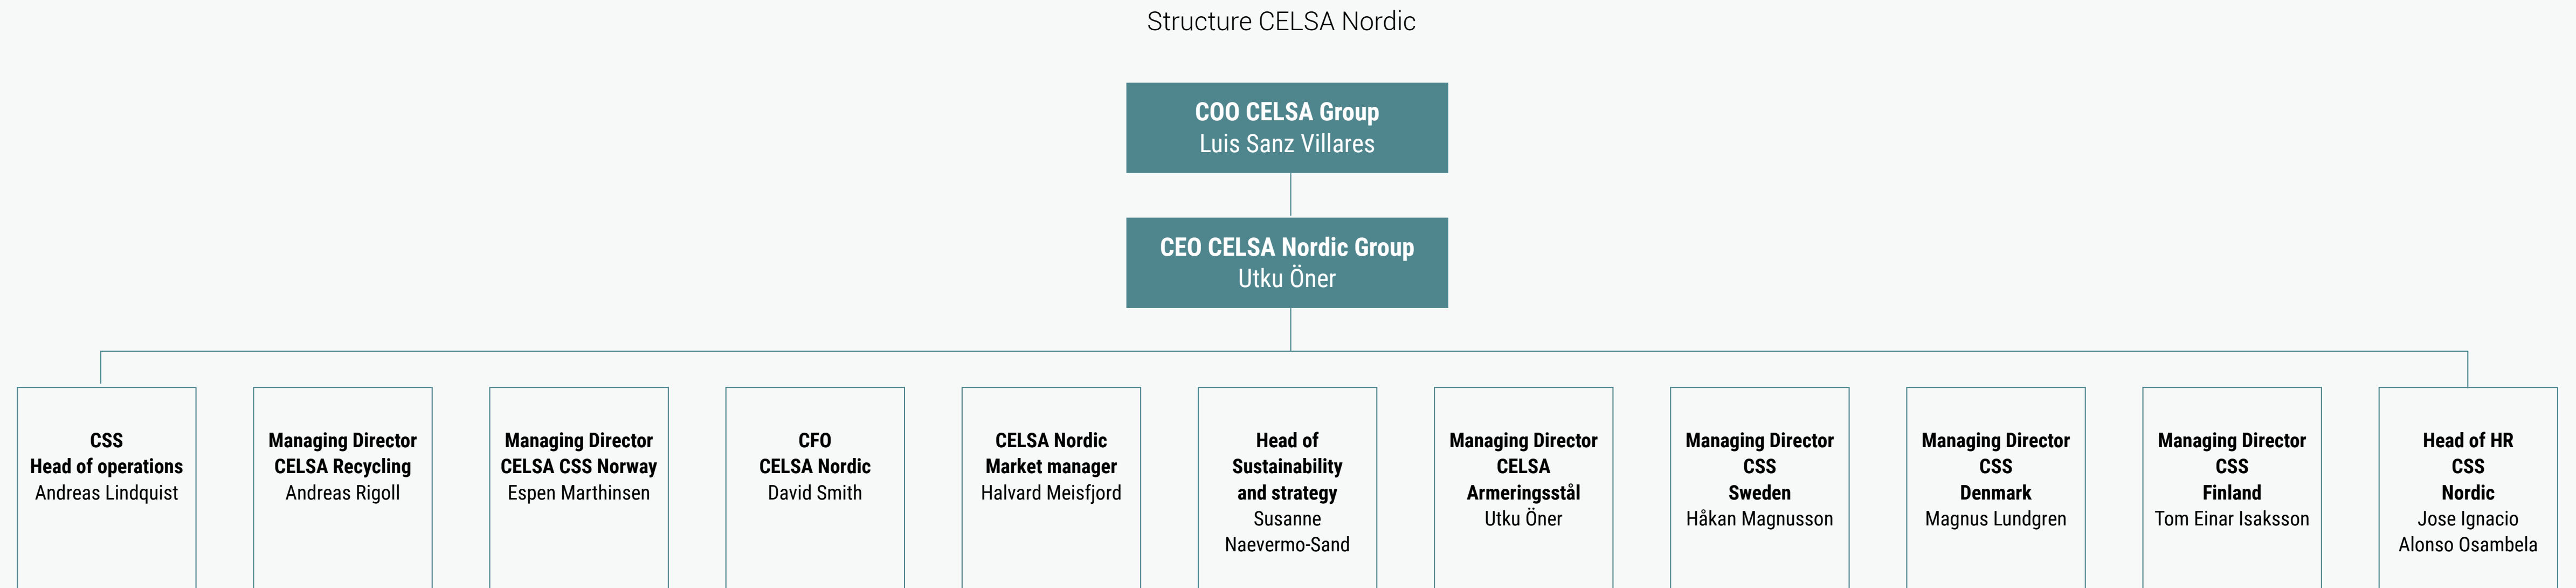 Structure CELSA Nordic
COO CELSA Group
Luis Sanz Villares
CEO CELSA Nordic Group
Utku Öner
CSS
Head of operations
Andreas Lindquist
Managing Director
CELSA Recycling
Andreas Rigoll
Managing Director
CELSA CSS Norway
Espen Marthinsen
CFO
CELSA Nordic
David Smith
CELSA Nordic
Market manager
Halvard Meisfjord
Head of
Sustainability
and strategy
Susanne
Naevermo-Sand
Managing Director
CELSA
Armeringsstål
Utku Öner
Managing Director
CSS
Sweden
Håkan Magnusson
Managing Director
CSS
Denmark
Magnus Lundgren
Managing Director
CSS
Finland
Tom Einar Isaksson
Head of HR
CSS
Nordic
Jose Ignacio
Alonso Osambela